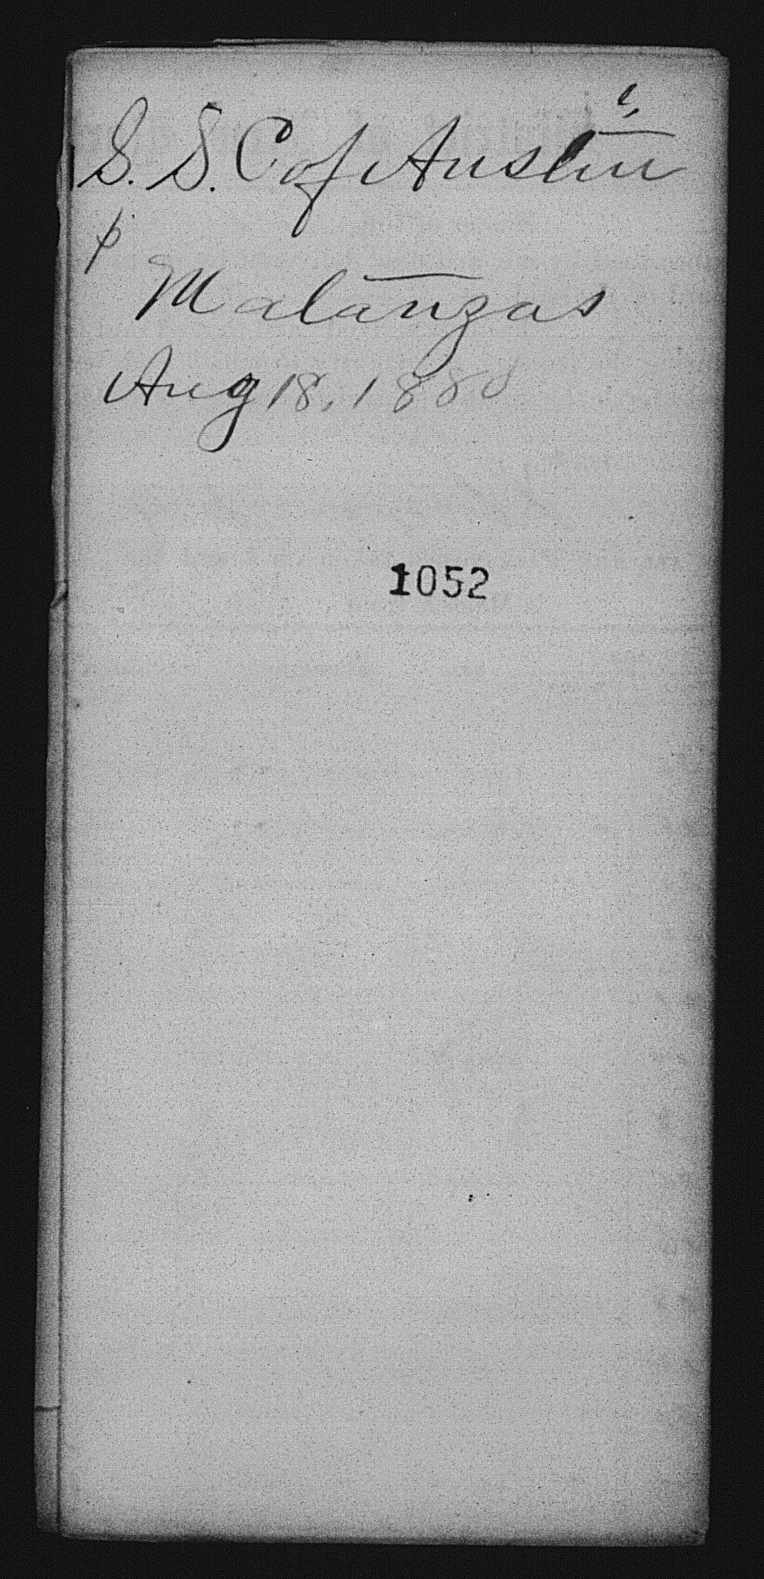 S. S. C of Austin
p
Matanzas
Aug 18, 1880
1052